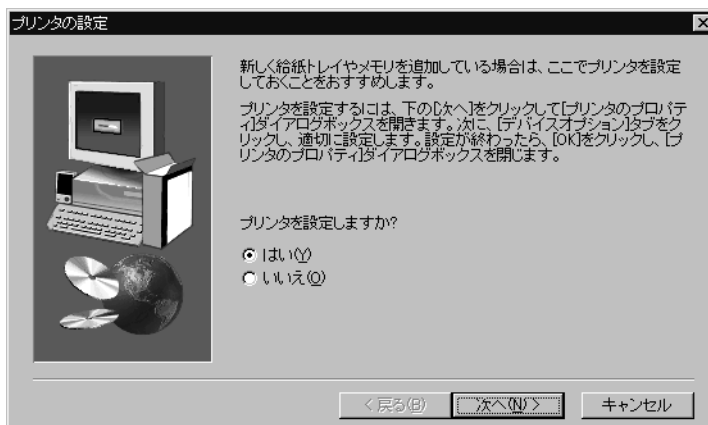 プリンタの設定
新しく給紙トレイやメモリを追加している場合は、ここでプリンタを設定
しておくことをおすすめします。
プリンタを設定するには、下の[次へ]をクリックして[プリンタのプロパテ
ィ]ダイアログボックスを開きます。次に、[デバイスオプション]タブをク
リックし、適切に設定します。設定が終わったら、[OK]をクリックし、[プ
リンタのプロパティ]ダイアログボックスを閉じます。
プリンタを設定しますか?
はい(Y)
いいえ(O)
< 戻る(B)
次へ(N) >
キャンセル